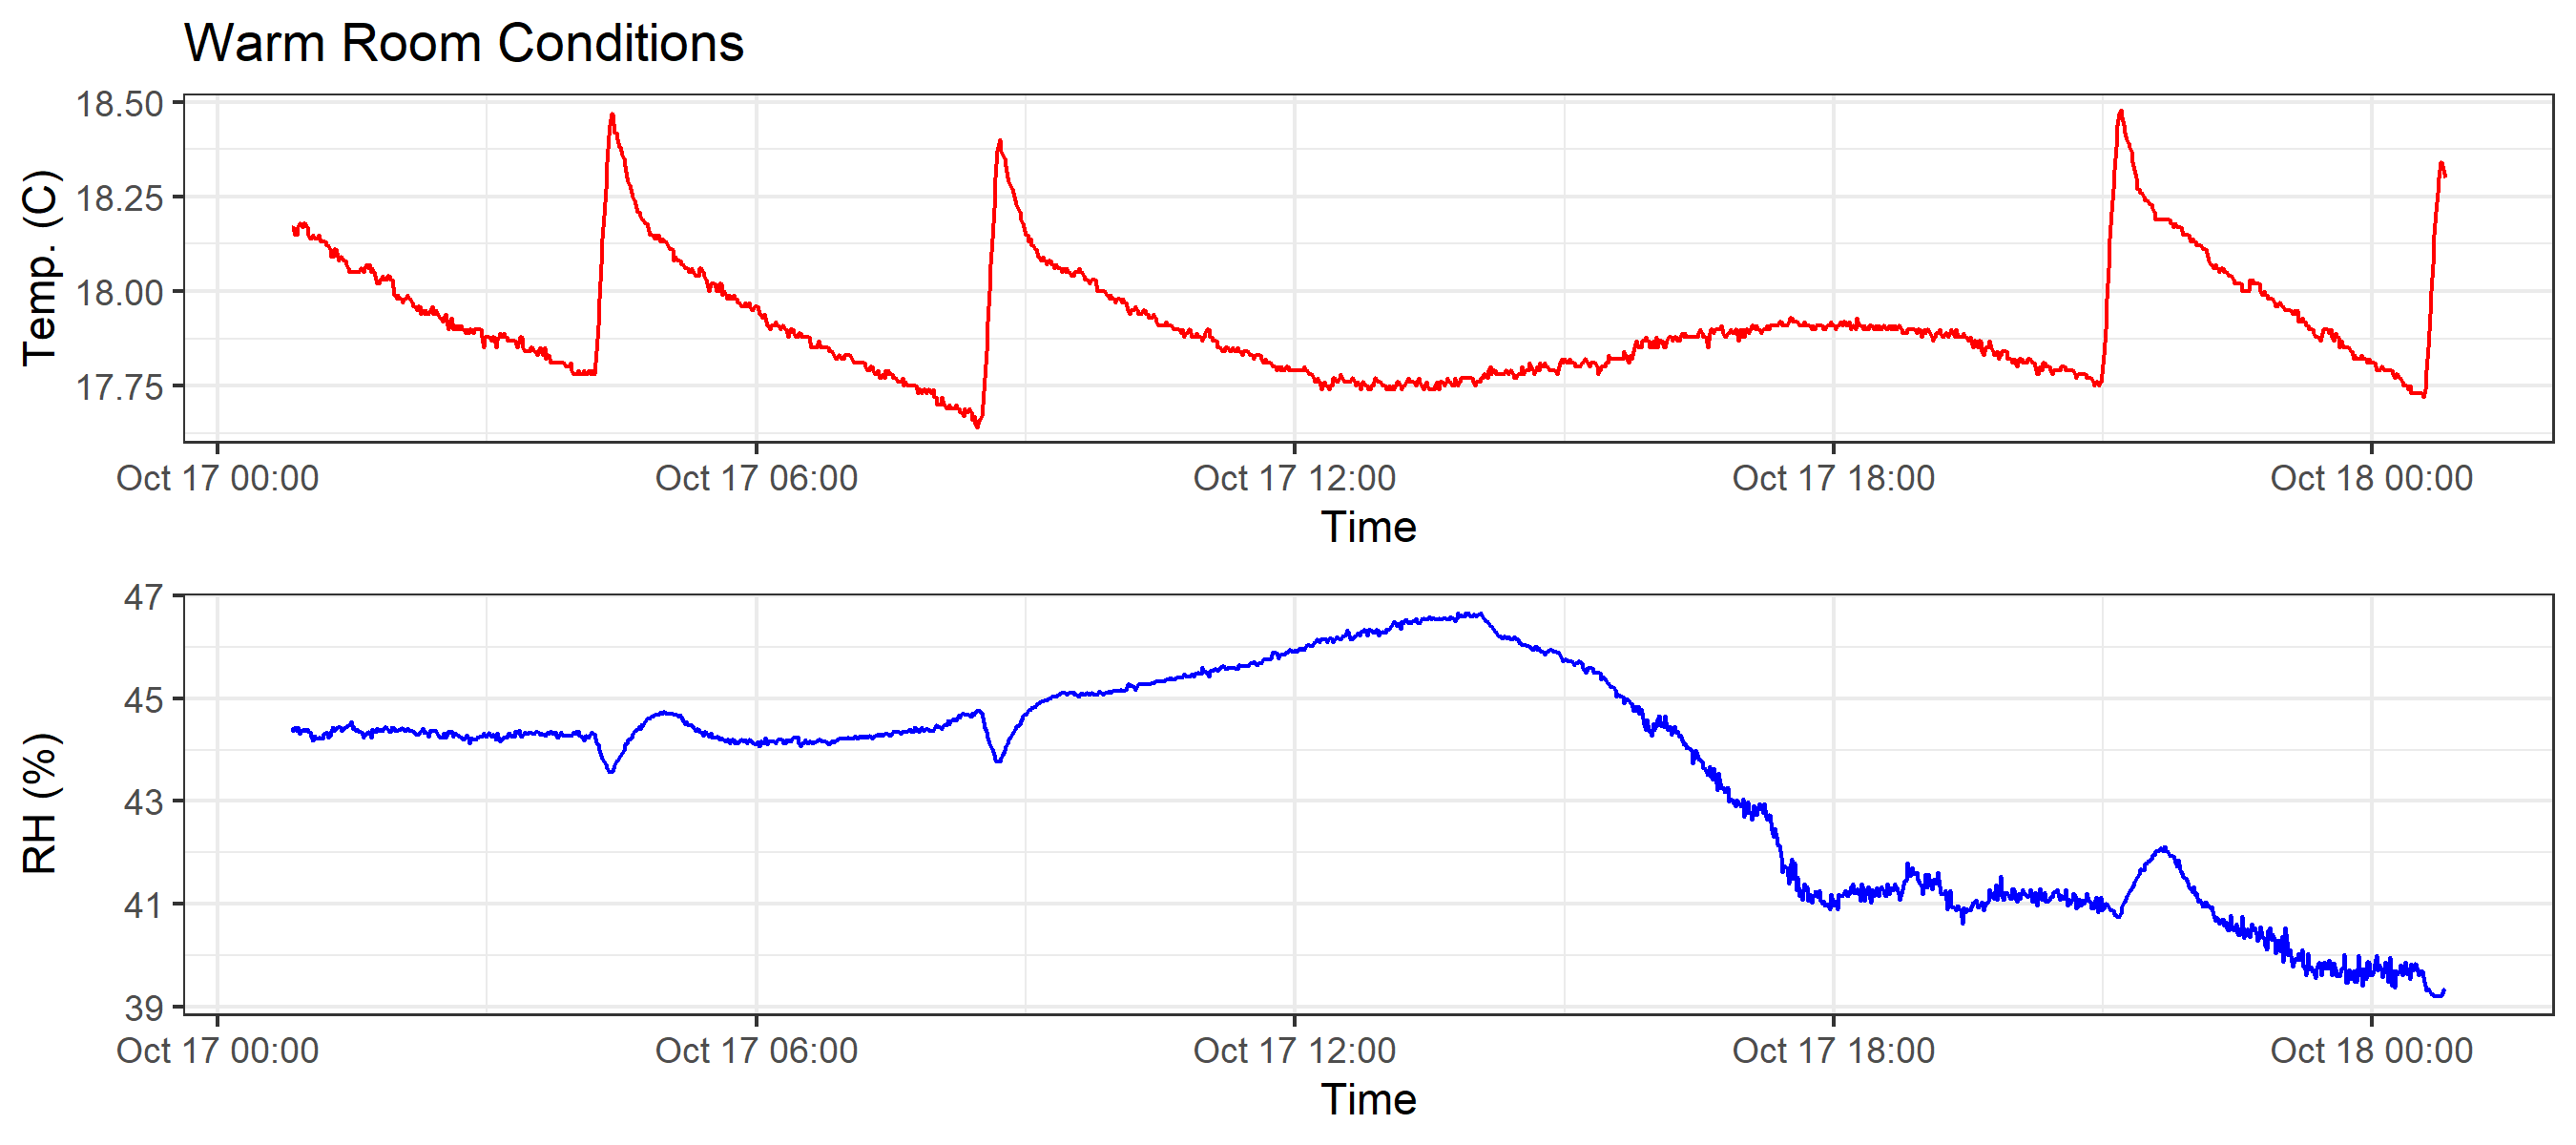 Warm Room Conditions
Temp. (C)
18.50
18.25
18.00
17.75
Oct 17 00:00 Oct 17 06:00 Oct 17 12:00 Oct 17 18:00 Oct 18 00:00
Time
RH (%)
47
45
43
41
39
Oct 17 00:00 Oct 17 06:00 Oct 17 12:00 Oct 17 18:00 Oct 18 00:00
Time